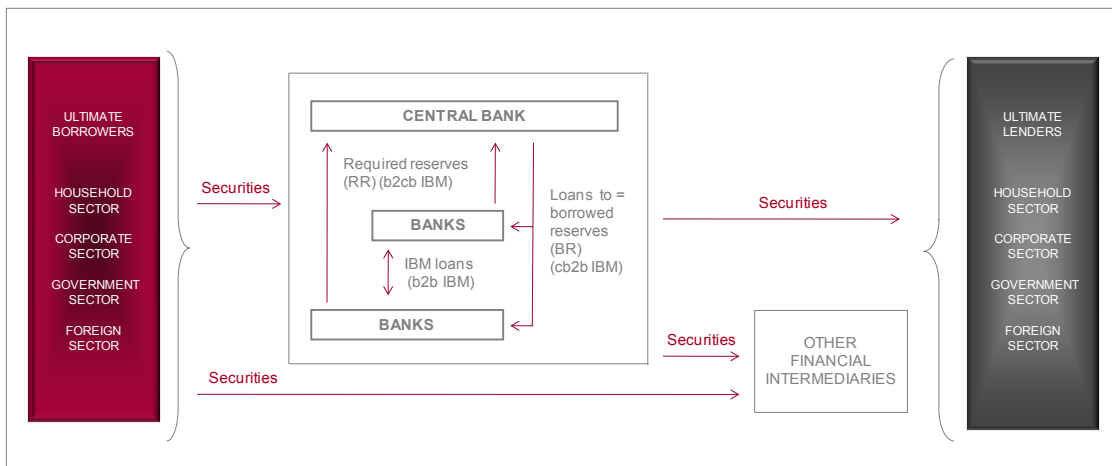 ULTIMATE
BORROWERS
HOUSEHOLD
SECTOR
CORPORATE
SECTOR
GOVERNMENT
SECTOR
FOREIGN
SECTOR
Securities
Securities
CENTRAL BANK
Required reserves
(RR) (b2cb IBM)
BANKS
IBM loans
(b2b IBM)
BANKS
Loans to =
borrowed
reserves
(BR)
(cb2b IBM)
Securities
Securities
OTHER
FINANCIAL
INTERMEDIARIES
ULTIMATE
LENDERS
HOUSEHOLD
SECTOR
CORPORATE
SECTOR
GOVERNMENT
SECTOR
FOREIGN
SECTOR